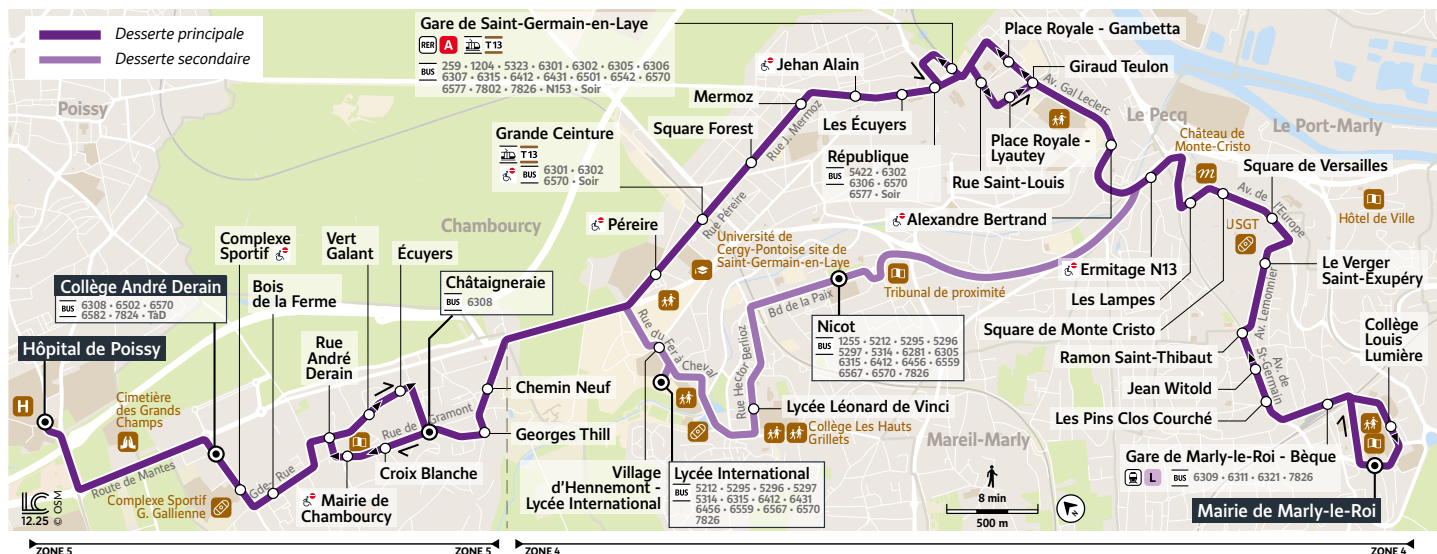 Desserte principale
Desserte secondaire
Gare de Saint-Germain-en-Laye
RER A T13
BUS
259 • 1204 • 5323 • 6301 • 6302 • 6305 • 6306
6307 • 6315 • 6412 • 6431 • 6501 • 6542 • 6570
6577 • 7802 • 7826 • N153 • Soir
Place Royale - Gambetta
Giraud Teulon
Av. Gal Leclerc
Jehan Alain
Mermoz
Les Écuyers
Place Royale -
Lyautey
Rue Saint-Louis
Le Pecq
Le Port-Marly
Château de
Monte-Cristo
Square de Versailles
Av. de
l'Europe
Hôtel de Ville
USGT
Poissy
Grande Ceinture
T13
BUS
6301 • 6302
6570 • Soir
Square Forest
Rue J. Mermoz
République
BUS
5422 • 6302
6306 • 6570
6577 • Soir
Alexandre Bertrand
Chambourcy
Péreire
Rue Péreire
Université de
Cergy-Pontoise site de
Saint-Germain-en-Laye
Tribunal de proximité
Bd de la Paix
Ermitage N13
Les Lampes
Square de Monte Cristo
Le Verger
Saint-Exupéry
Av. Lemonnier
Ramon Saint-Thibaut
Jean Witold
Av. de
St-Germain
Les Pins Clos Courché
Collège
Louis
Lumière
Complexe
Sportif
Vert
Galant
Écuyers
Bois
de la Ferme
Châtaigneraie
BUS 6308
Collège André Derain
BUS
6308 • 6502 • 6570
6582 • 7824 • TàD
Hôpital de Poissy
H
Rue
André
Derain
Cimetière
des Grands
Champs
Route de Mantes
Complexe Sportif
G. Gallienne
Gde Rue
Mairie de
Chambourcy
Croix Blanche
Rue de Gramont
Chemin Neuf
Georges Thill
Rue du Fer à Cheval
Rue Hector Berlioz
Nicot
BUS
1255 • 5212 • 5295 • 5296
5297 • 5314 • 6281 • 6305
6315 • 6412 • 6456 • 6559
6567 • 6570 • 7826
Lycée Léonard de Vinci
Collège Les Hauts
Grillets
Village
d'Hennemont -
Lycée International
Lycée International
BUS
5212 • 5295 • 5296 • 5297
5314 • 6315 • 6412 • 6431
6456 • 6559 • 6567 • 6570
7826
Mareil-Marly
8 min
500 m
Gare de Marly-le-Roi - Bèque
L BUS 6309 • 6311 • 6321 • 7826
Mairie de Marly-le-Roi
LC
12.25 © OSM
ZONE 5
ZONE 5
ZONE 4
ZONE 4